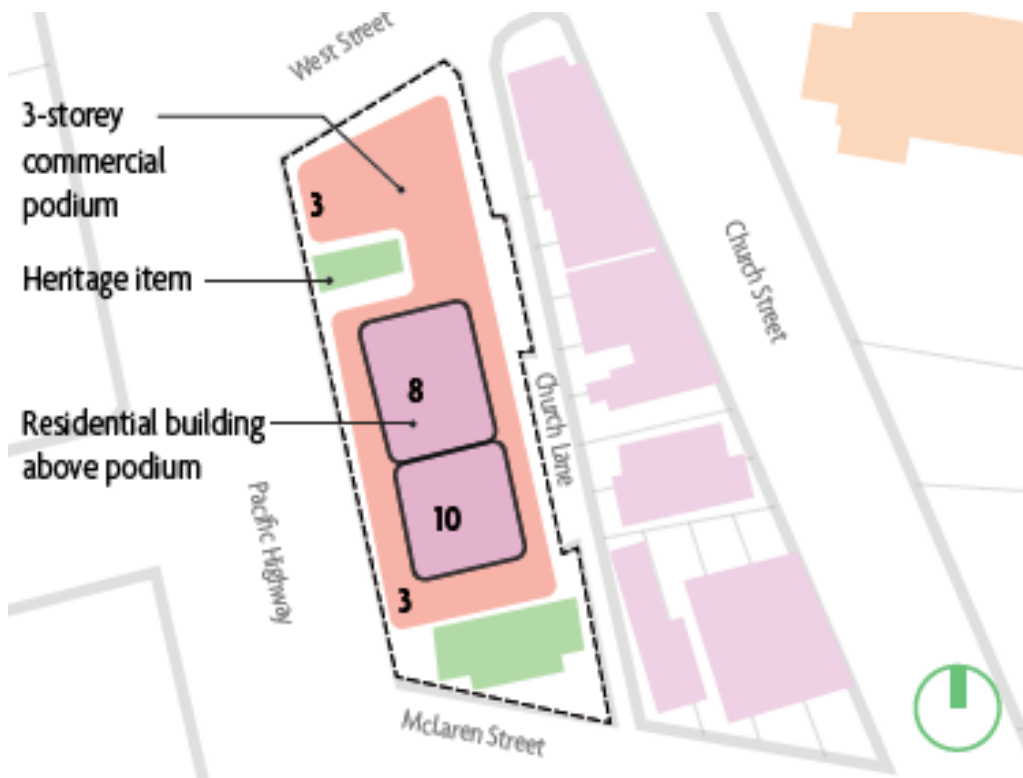 West Street
3-storey
commercial
podium
3
Heritage item
Church Street
8
Church Lane
Residential building
above podium
10
Pacific Highway
3
McLaren Street